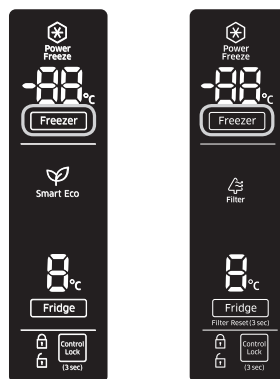 Power
Freeze
-88°C
Freezer
Smart Eco
8°C
Fridge
Control
Lock
(3 sec)
Power
Freeze
-88°C
Freezer
Filter
8°C
Fridge
Filter Reset (3 sec)
Control
Lock
(3 sec)